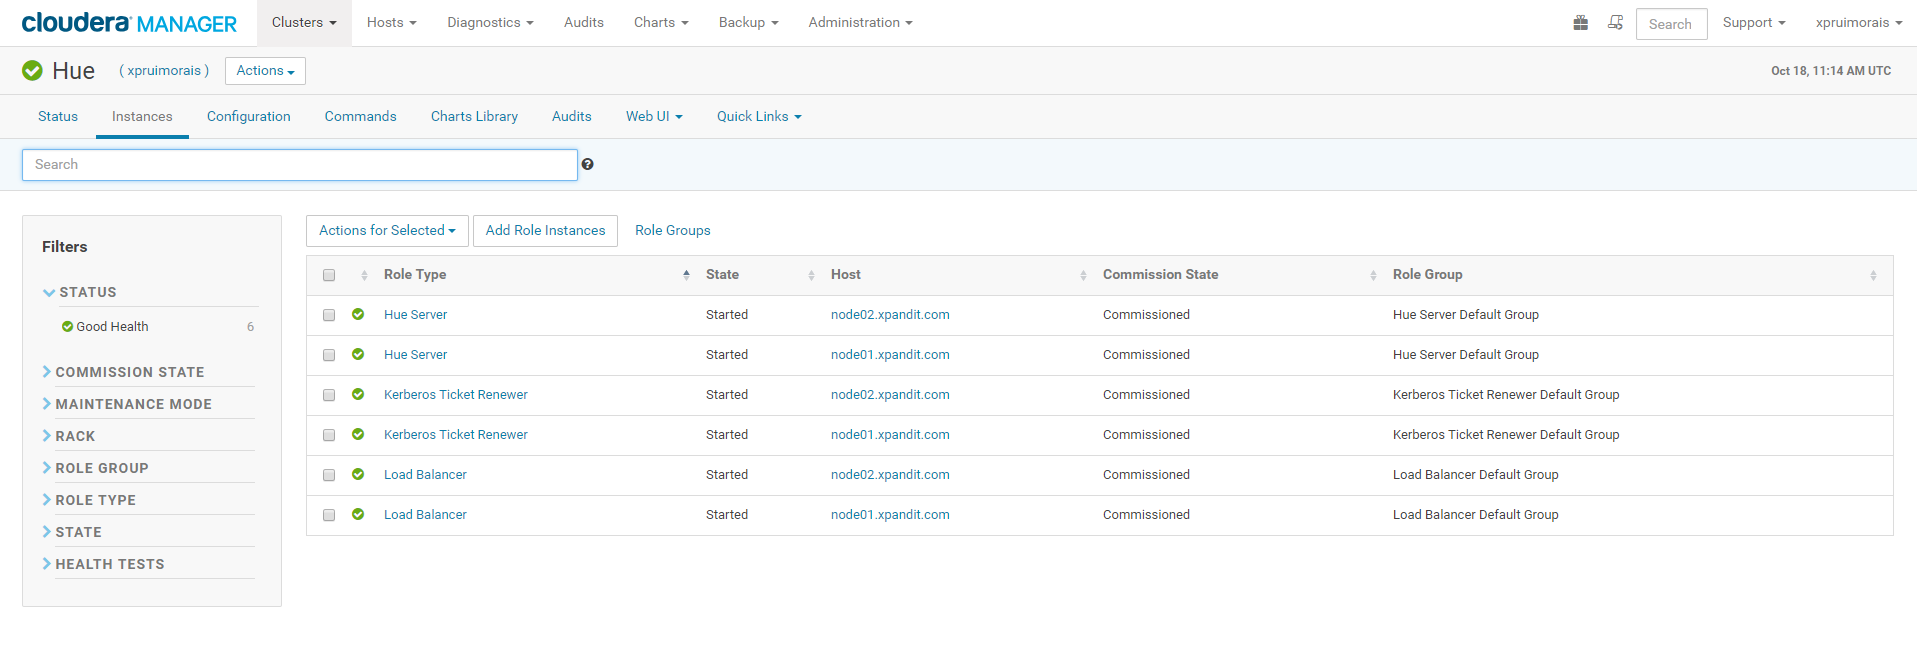 cloudera MANAGER Clusters Hosts Diagnostics Audits Charts Backup Administration Search Support xpruimorais
Hue ( xpruimorais ) Actions Oct 18, 11:14 AM UTC
Status Instances Configuration Commands Charts Library Audits Web UI Quick Links
Search ?
Filters
STATUS
Good Health 6
COMMISSION STATE
MAINTENANCE MODE
RACK
ROLE GROUP
ROLE TYPE
STATE
HEALTH TESTS
Actions for Selected Add Role Instances Role Groups
Role Type State Host Commission State Role Group
Hue Server Started node02.xpandit.com Commissioned Hue Server Default Group
Hue Server Started node01.xpandit.com Commissioned Hue Server Default Group
Kerberos Ticket Renewer Started node02.xpandit.com Commissioned Kerberos Ticket Renewer Default Group
Kerberos Ticket Renewer Started node01.xpandit.com Commissioned Kerberos Ticket Renewer Default Group
Load Balancer Started node02.xpandit.com Commissioned Load Balancer Default Group
Load Balancer Started node01.xpandit.com Commissioned Load Balancer Default Group